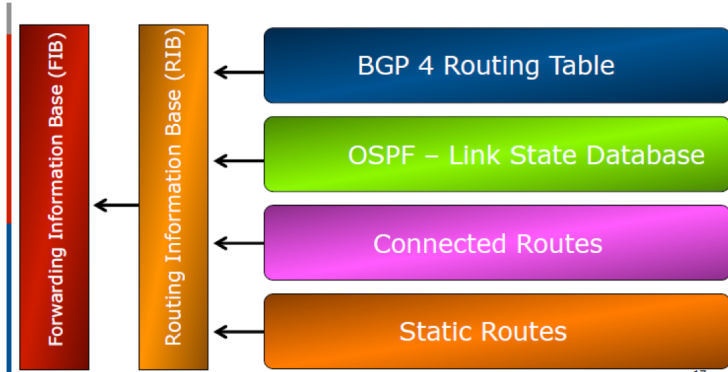 Forwarding Information Base (FIB)
Routing Information Base (RIB)
BGP 4 Routing Table
OSPF – Link State Database
Connected Routes
Static Routes